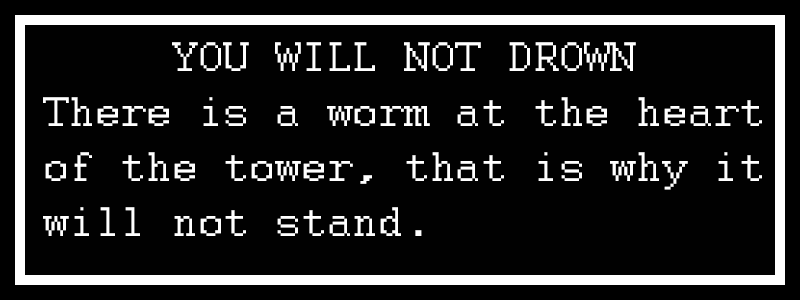 YOU WILL NOT DROWN
There is a worm at the heart
of the tower, that is why it
will not stand.